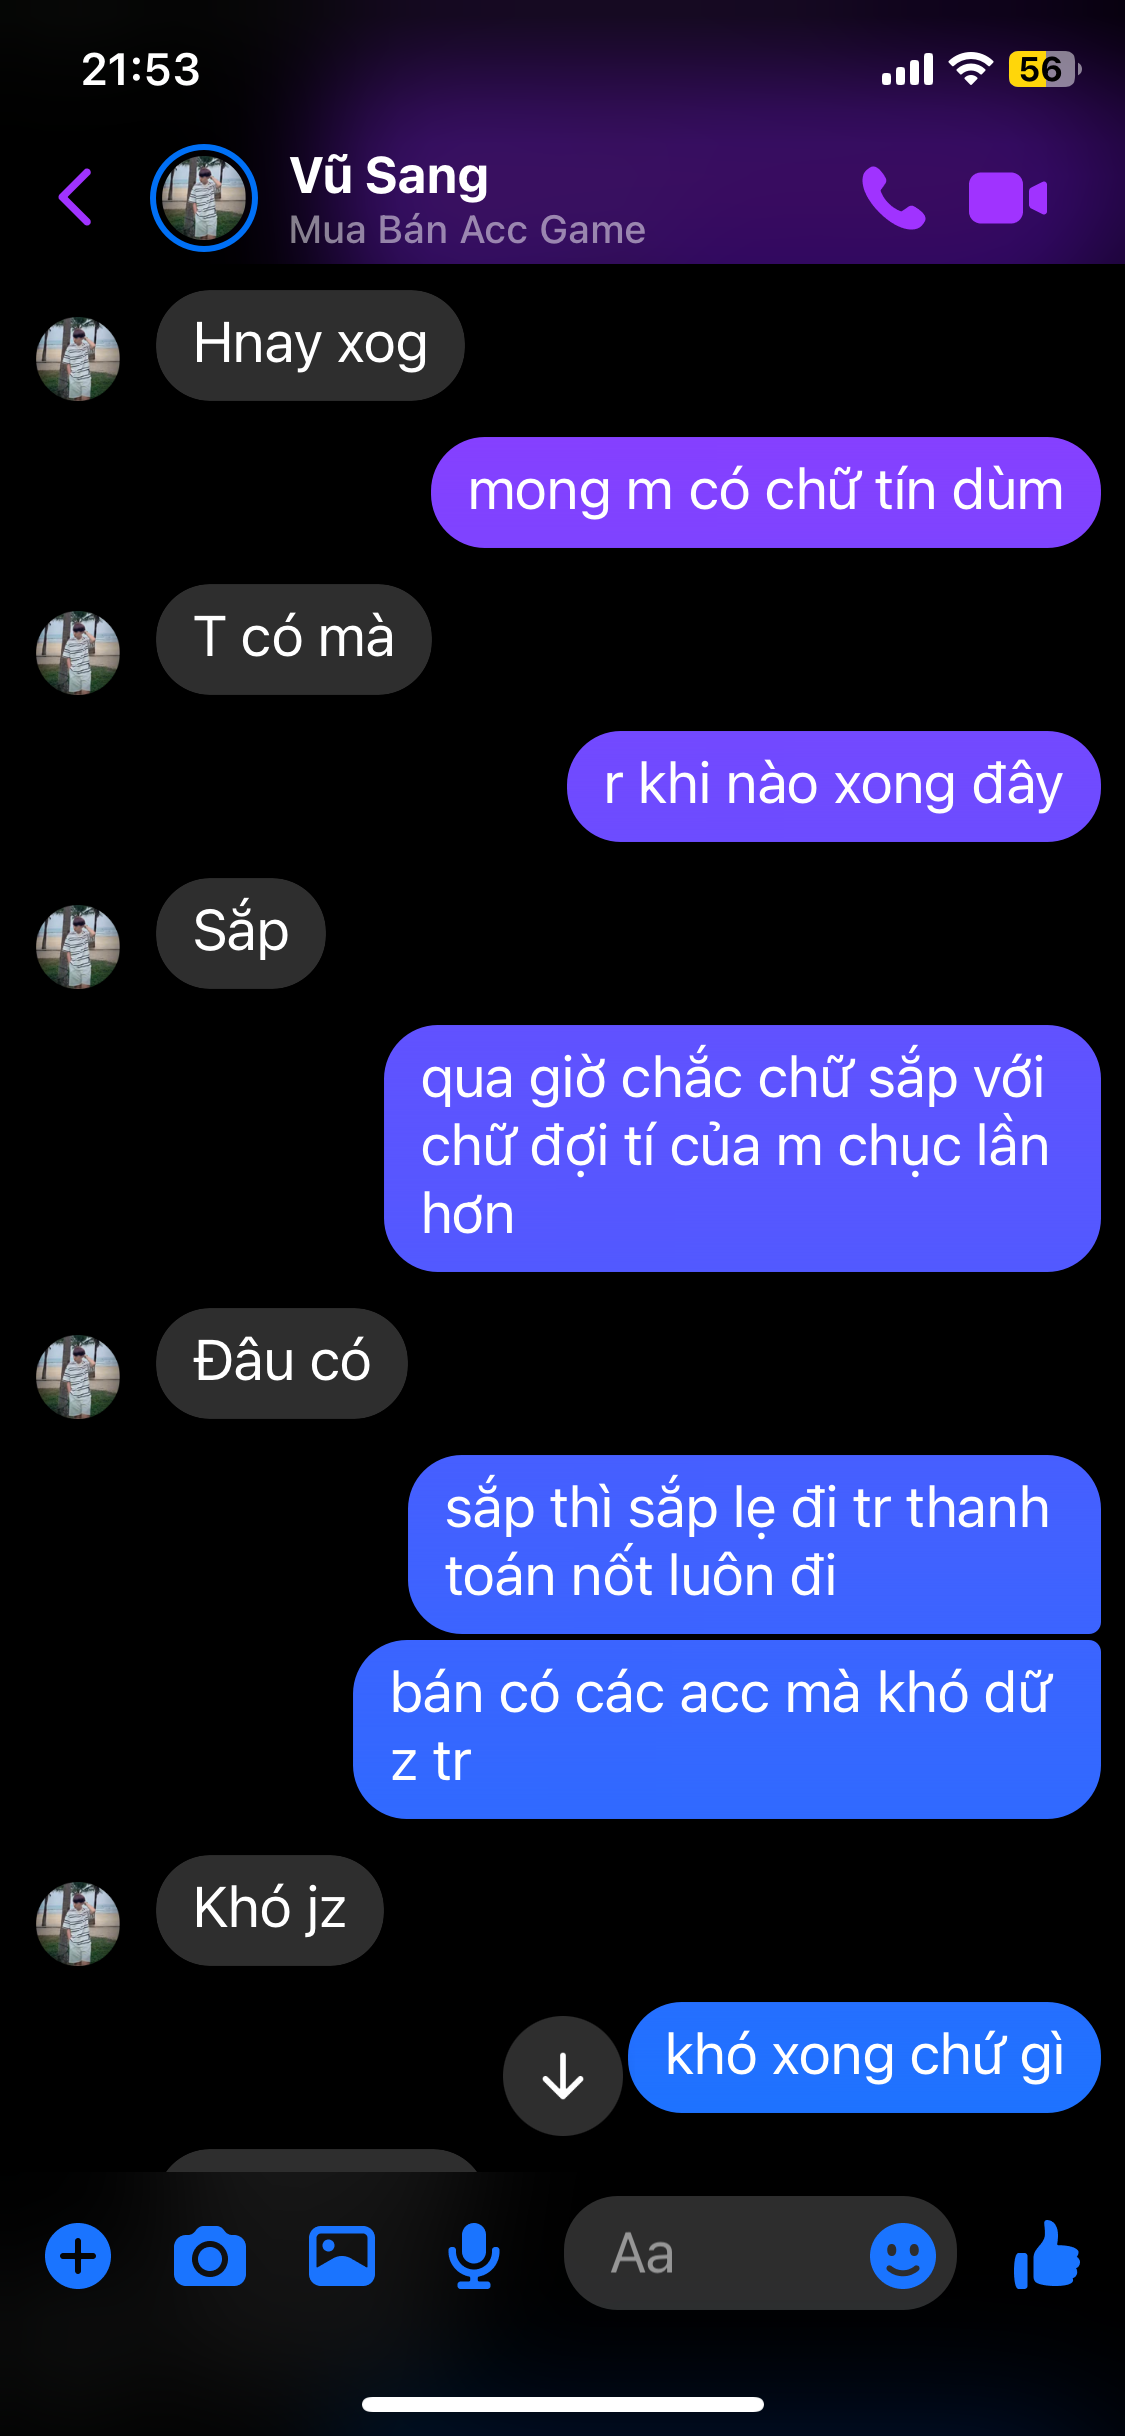 21:53
56
Vũ Sang
Mua Bán Acc Game
Hnay xog
mong m có chữ tín dùm
T có mà
r khi nào xong đây
Sắp
qua giờ chắc chữ sắp với
chữ đợi tí của m chục lần
hơn
Đâu có
sắp thì sắp lẹ đi tr thanh
toán nốt luôn đi
bán có các acc mà khó dữ
z tr
Khó jz
khó xong chứ gì
Aa